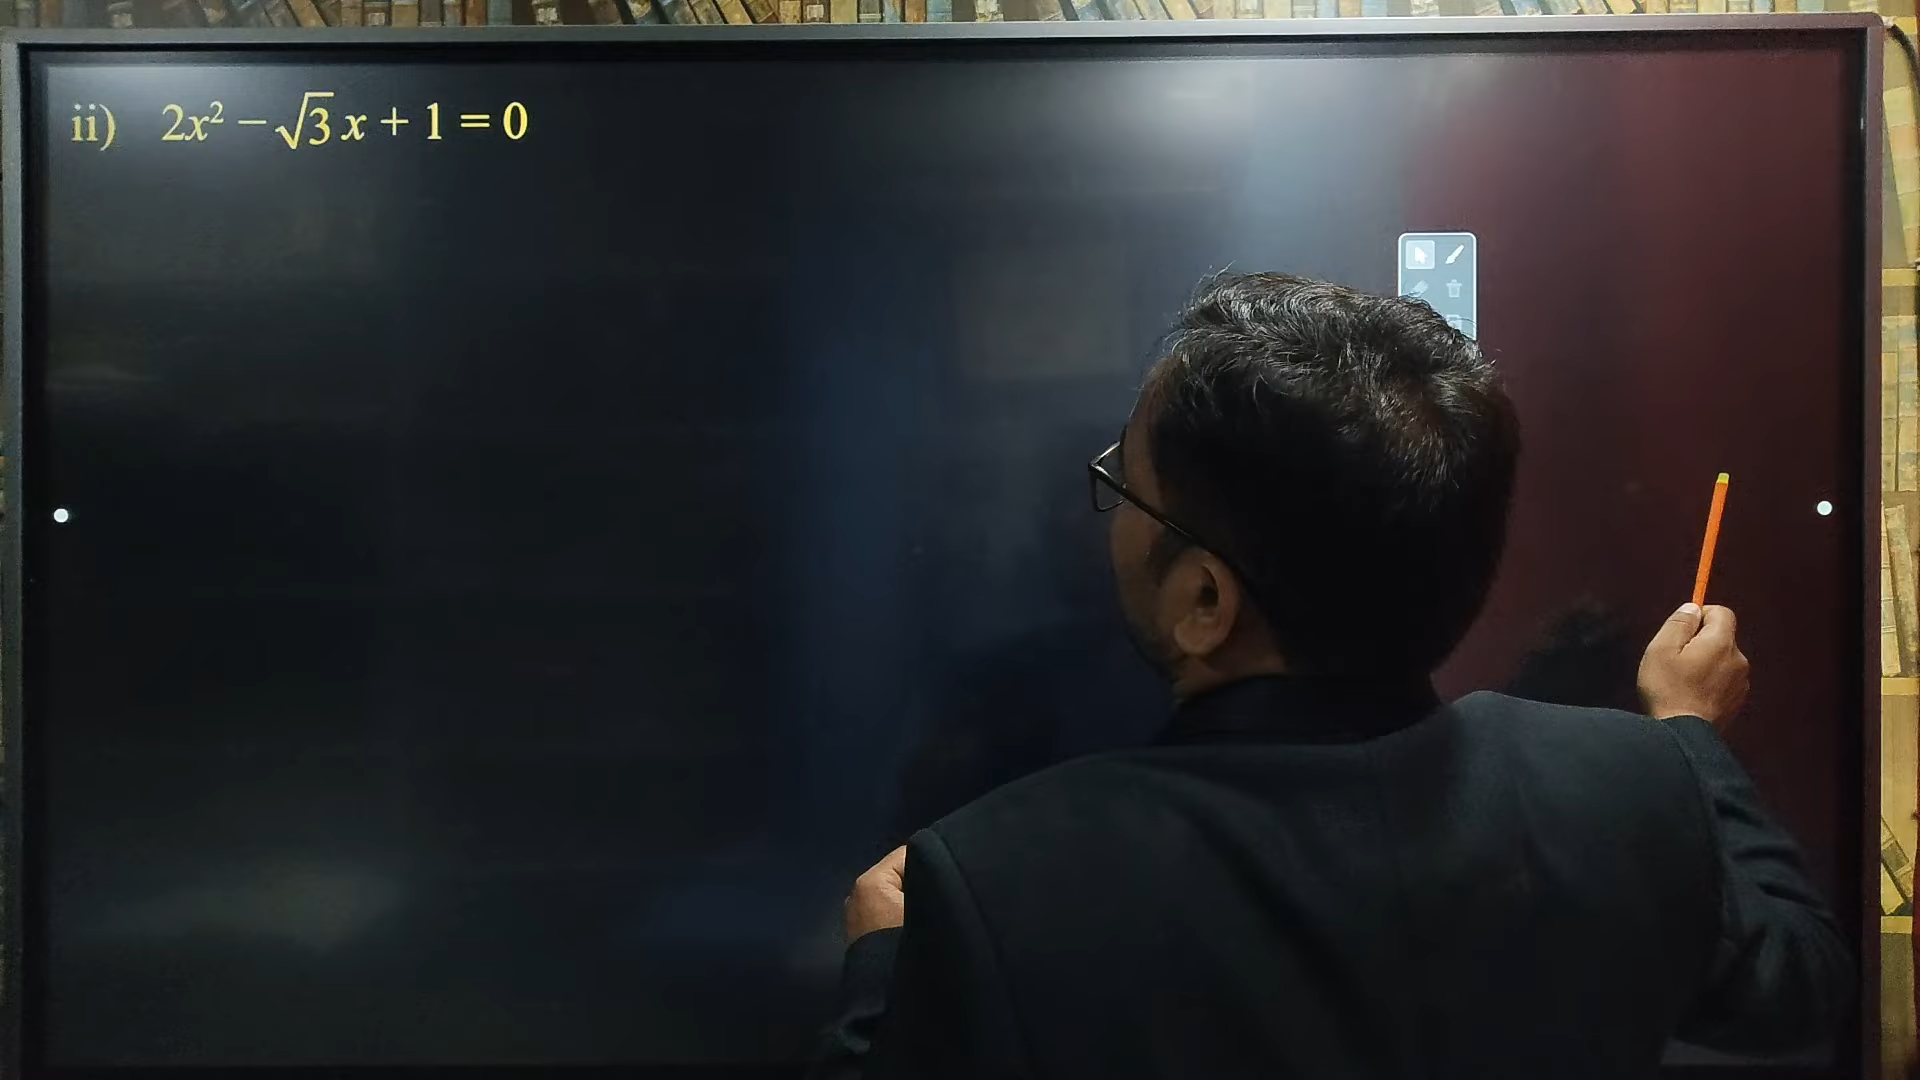 ii) 2x² − √3 x + 1 = 0